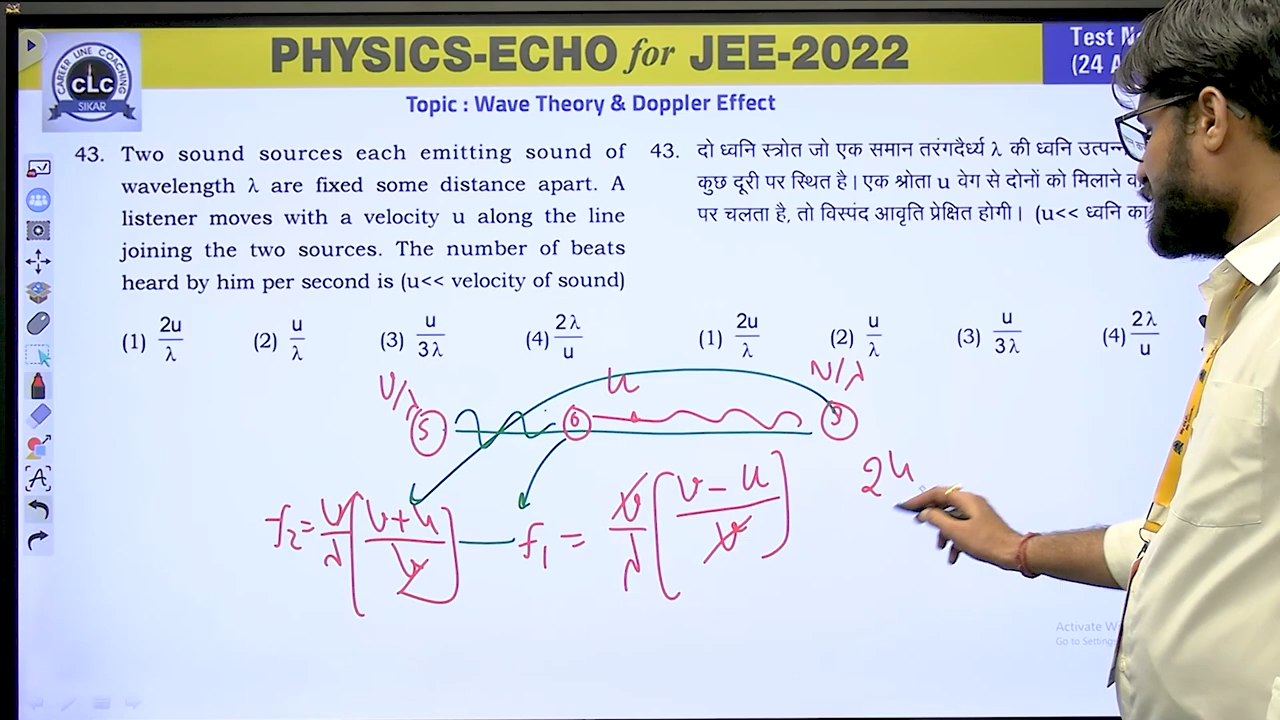 PHYSICS-ECHO for JEE-2022
Test
(24
CAREER LINE COACHING
CLC
SIKAR
Topic : Wave Theory & Doppler Effect
43. Two sound sources each emitting sound of
wavelength λ are fixed some distance apart. A
listener moves with a velocity u along the line
joining the two sources. The number of beats
heard by him per second is (u<< velocity of sound)
(1) 2u/λ (2) u/λ (3) u/3λ (4) 2λ/u
43. दो ध्वनि स्त्रोत जो एक समान तरंगदैर्ध्य λ की ध्वनि
कुछ दूरी पर स्थित है। एक श्रोता u वेग से दोनों को मिलाने
पर चलता है, तो विस्पंद आवृति प्रेक्षित होगी। (u<< ध्वनि का
(1) 2u/λ (2) u/λ (3) u/3λ (4) 2λ/u
v/λ
u
v/λ
S
O
S
f₂ = v/λ [v+u/v]
f₁ = v/λ [v-u/v]
2u
Activate
Go to Settings